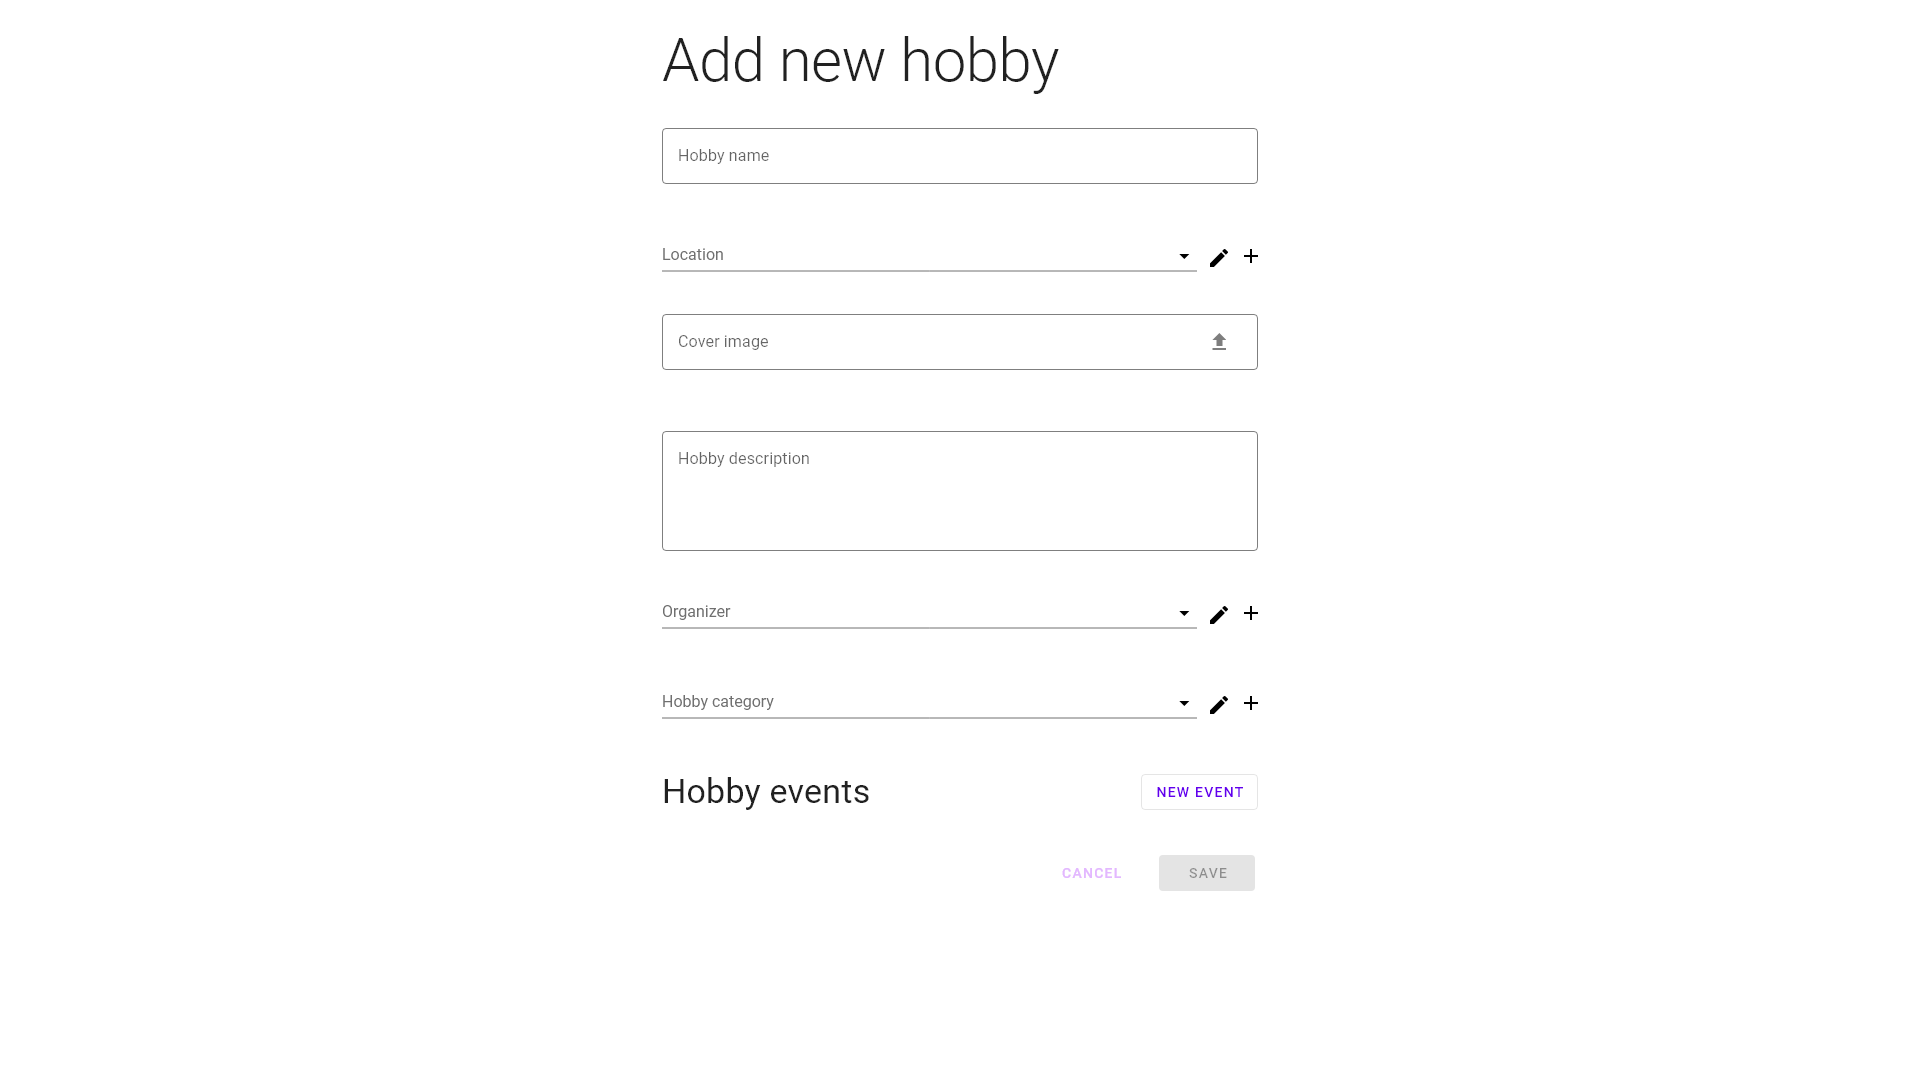 Add new hobby
Hobby name
Location
Cover image
Hobby description
Organizer
Hobby category
Hobby events
NEW EVENT
CANCEL
SAVE